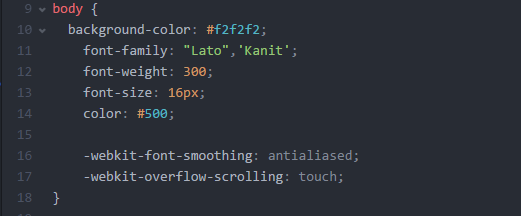 9 body {
10 background-color: #f2f2f2;
11 font-family: "Lato",'Kanit';
12 font-weight: 300;
13 font-size: 16px;
14 color: #500;
15
16 -webkit-font-smoothing: antialiased;
17 -webkit-overflow-scrolling: touch;
18 }